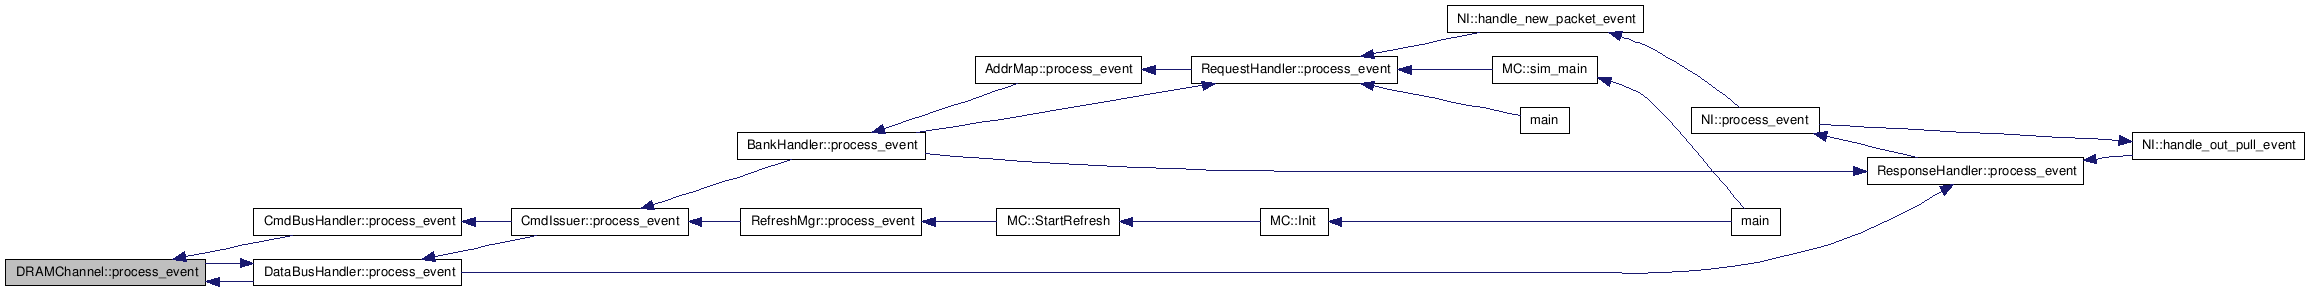 NI::handle_new_packet_event
AddrMap::process_event
RequestHandler::process_event
MC::sim_main
main
NI::process_event
BankHandler::process_event
NI::handle_out_pull_event
ResponseHandler::process_event
CmdBusHandler::process_event
CmdIssuer::process_event
RefreshMgr::process_event
MC::StartRefresh
MC::Init
main
DRAMChannel::process_event
DataBusHandler::process_event